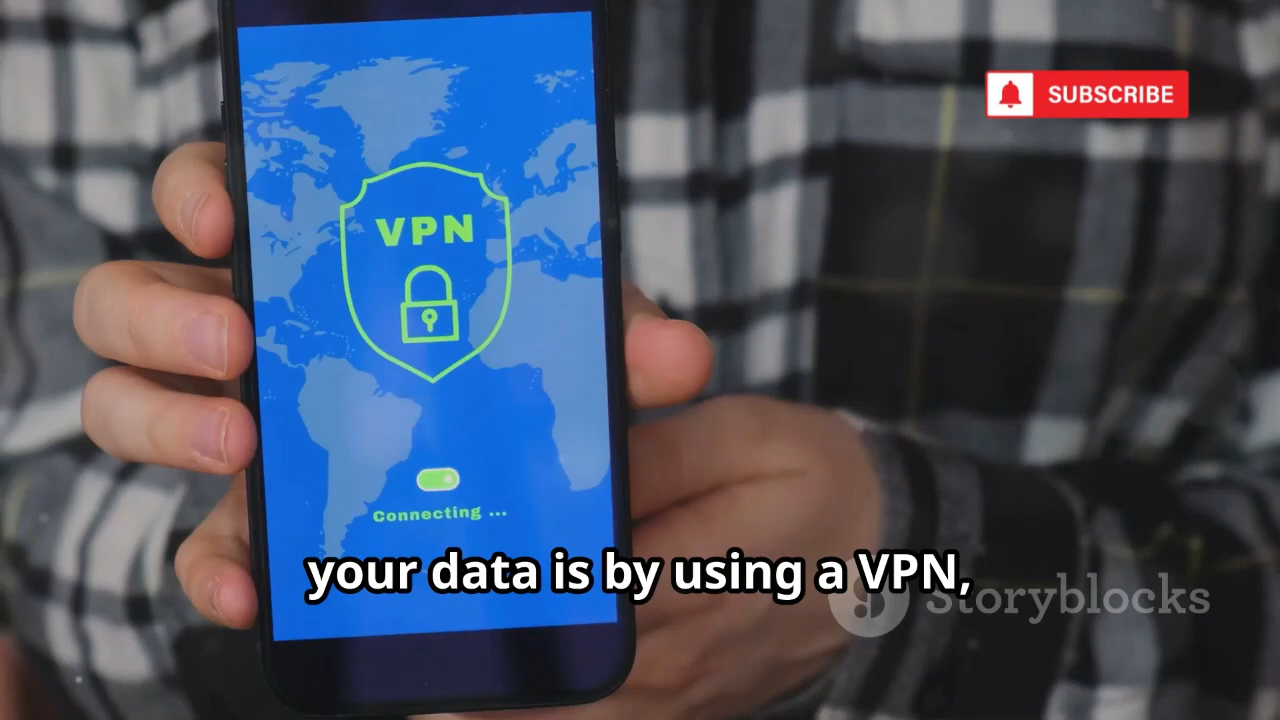 SUBSCRIBE
VPN
Connecting ...
your data is by using a VPN,
Storyblocks